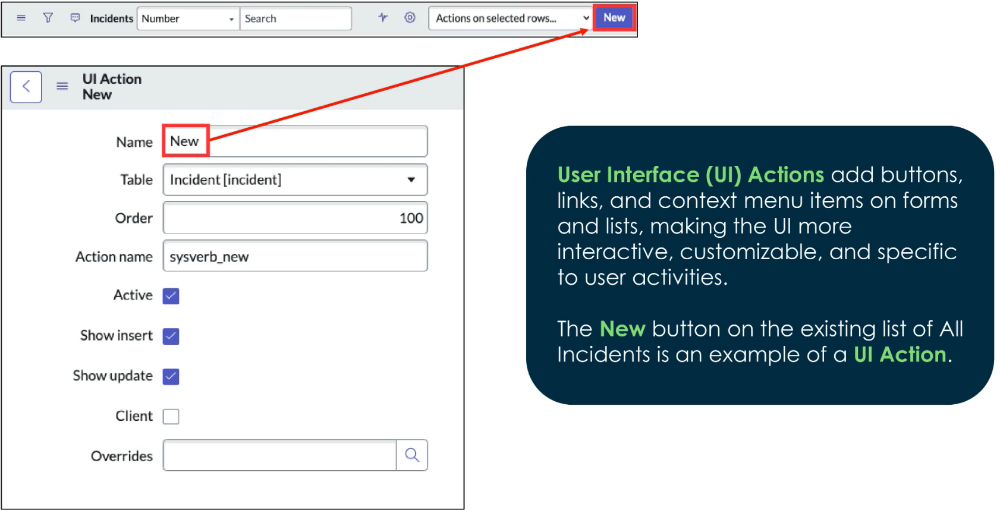 Incidents Number Search Actions on selected rows... New
UI Action
New
Name New
Table Incident [incident]
Order 100
Action name sysverb_new
Active
Show insert
Show update
Client
Overrides
User Interface (UI) Actions add buttons,
links, and context menu items on forms
and lists, making the UI more
interactive, customizable, and specific
to user activities.
The New button on the existing list of All
Incidents is an example of a UI Action.